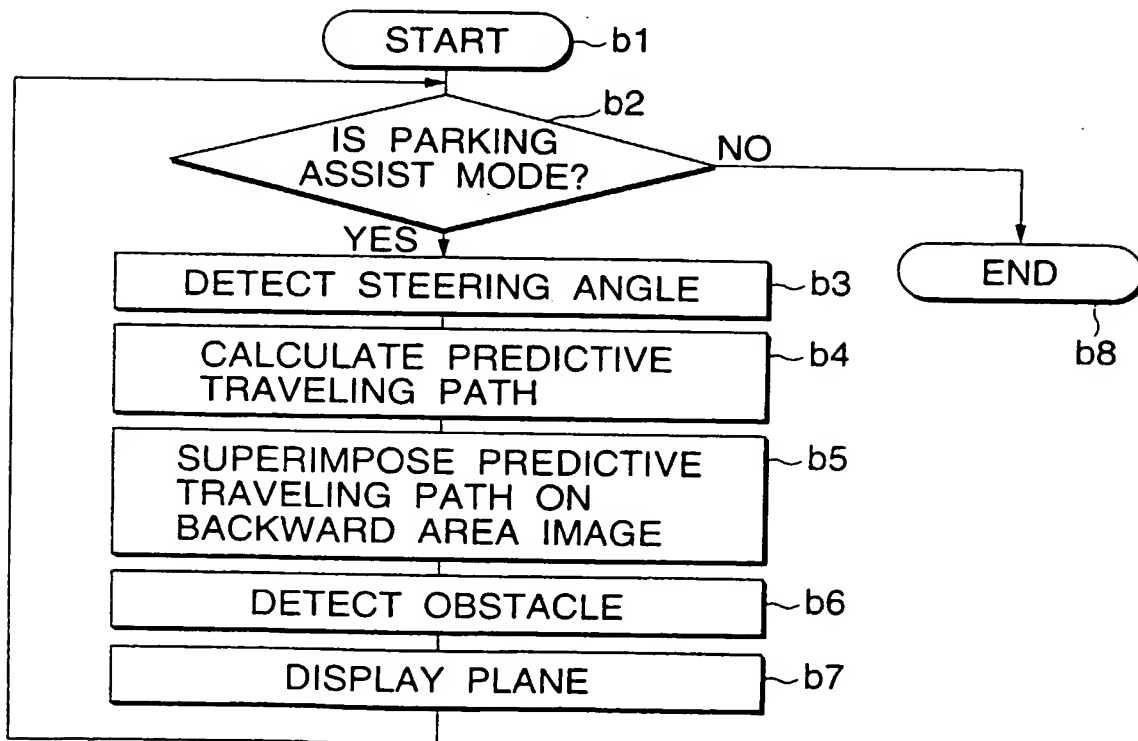 START
b1
b2
IS PARKING
ASSIST MODE?
NO
YES
DETECT STEERING ANGLE
b3
END
b8
CALCULATE PREDICTIVE
TRAVELING PATH
b4
SUPERIMPOSE PREDICTIVE
TRAVELING PATH ON
BACKWARD AREA IMAGE
b5
DETECT OBSTACLE
b6
DISPLAY PLANE
b7